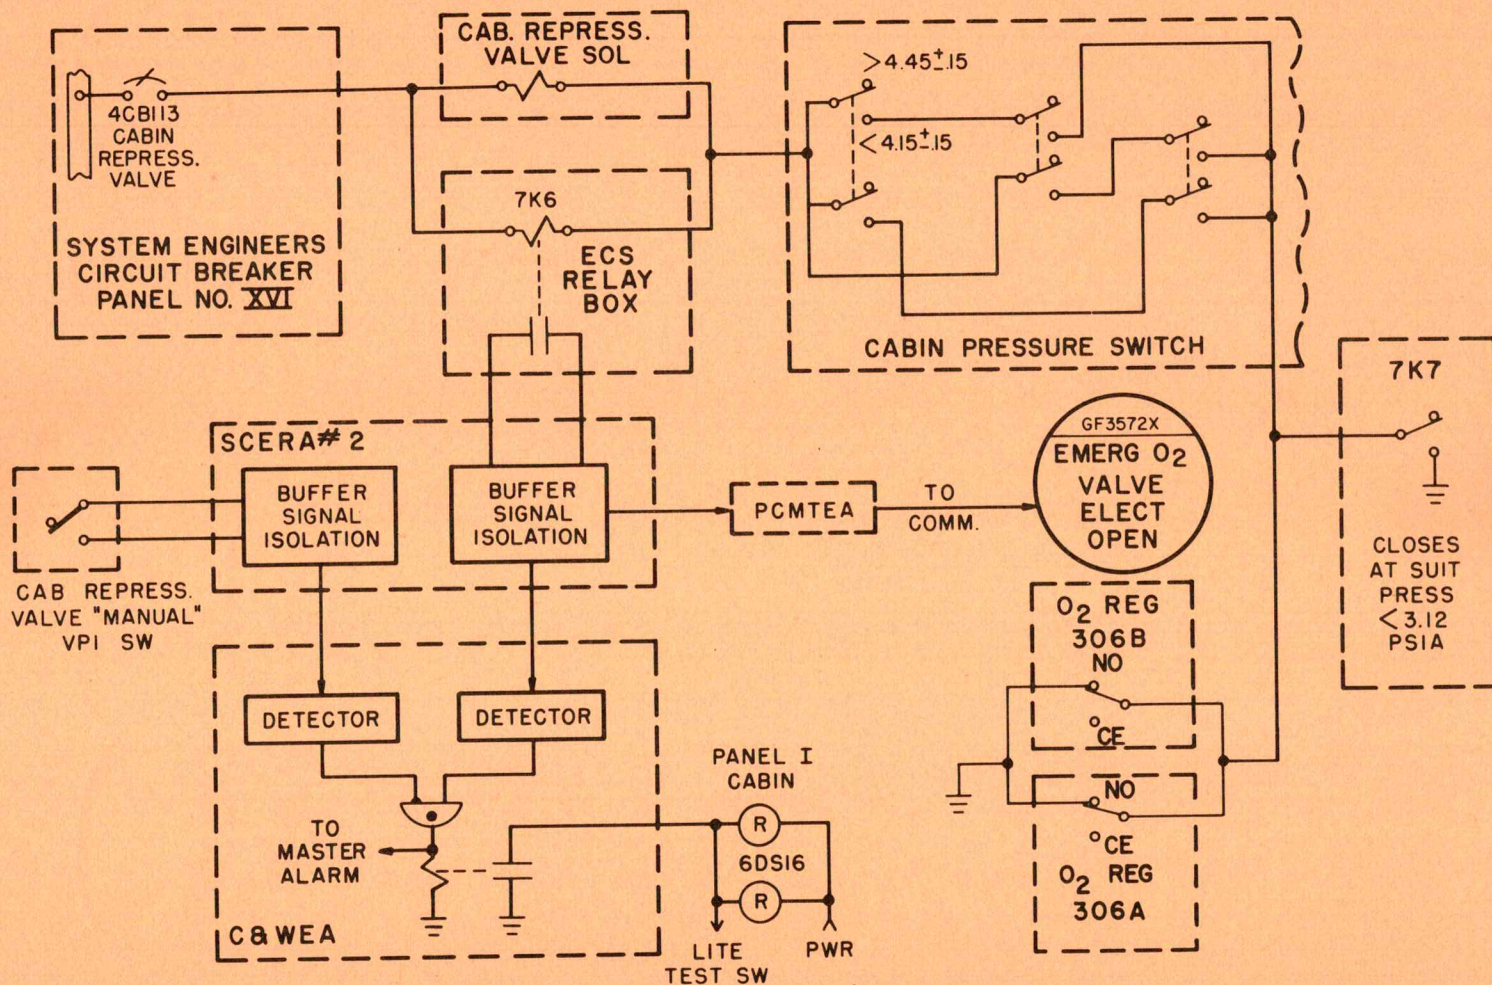 CAB. REPRESS.
VALVE SOL
>4.45±.15
<4.15±.15
4CB113
CABIN
REPRESS.
VALVE
SYSTEM ENGINEERS
CIRCUIT BREAKER
PANEL NO. XVI
7K6
ECS
RELAY
BOX
CABIN PRESSURE SWITCH
7K7
CLOSES
AT SUIT
PRESS
<3.12
PSIA
SCERA# 2
BUFFER
SIGNAL
ISOLATION
BUFFER
SIGNAL
ISOLATION
PCMTEA
TO
COMM.
GF3572X
EMERG O2
VALVE
ELECT
OPEN
CAB REPRESS.
VALVE "MANUAL"
VPI SW
O2 REG
306B
NO
CE
NO
CE
O2 REG
306A
DETECTOR
DETECTOR
TO
MASTER
ALARM
C&WEA
PANEL I
CABIN
R
6DS16
R
LITE
TEST SW
PWR